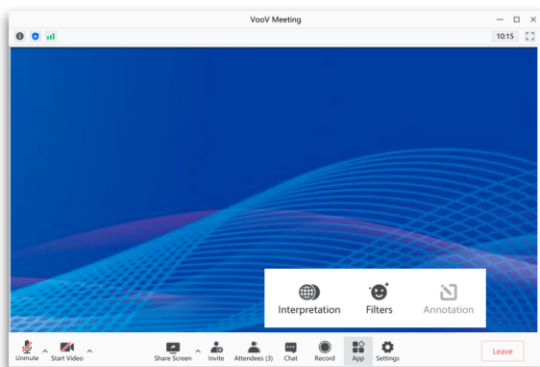 VooV Meeting
10:15
Interpretation Filters Annotation
Unmute Start Video Share Screen Invite Attendees (3) Chat Record App Settings Leave